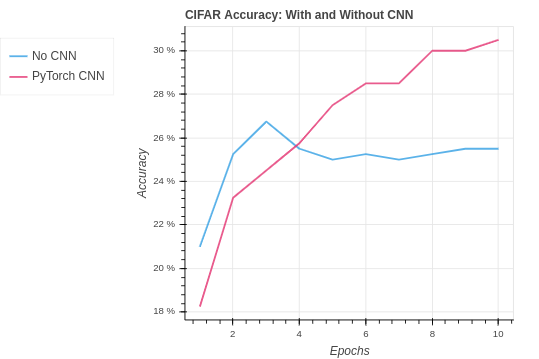 CIFAR Accuracy: With and Without CNN
No CNN
PyTorch CNN
30 %
28 %
26 %
24 %
22 %
20 %
18 %
Accuracy
2 4 6 8 10
Epochs